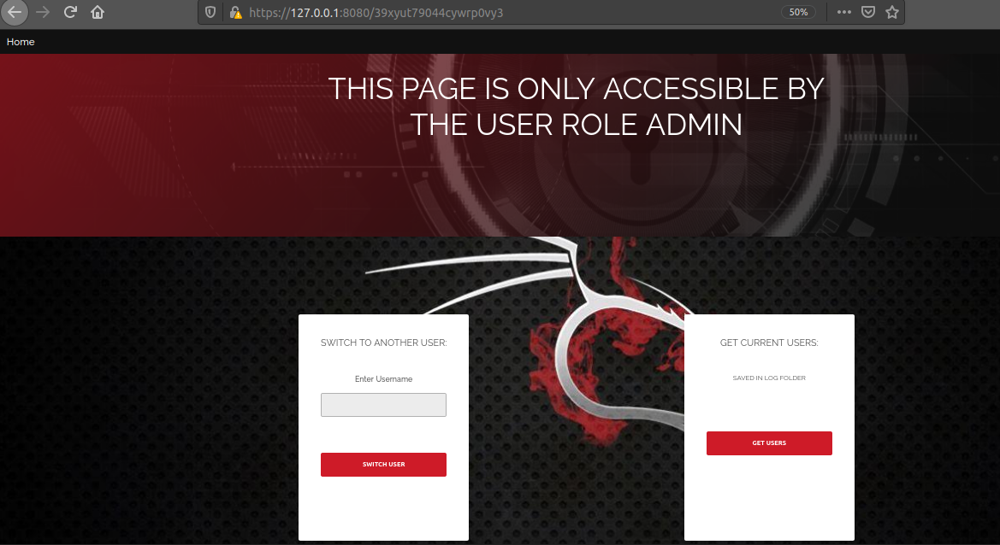 https://127.0.0.1:8080/39xyut79044cywrp0vy3
50%
Home
THIS PAGE IS ONLY ACCESSIBLE BY
THE USER ROLE ADMIN
SWITCH TO ANOTHER USER:
Enter Username
SWITCH USER
GET CURRENT USERS:
SAVED IN LOG FOLDER
GET USERS